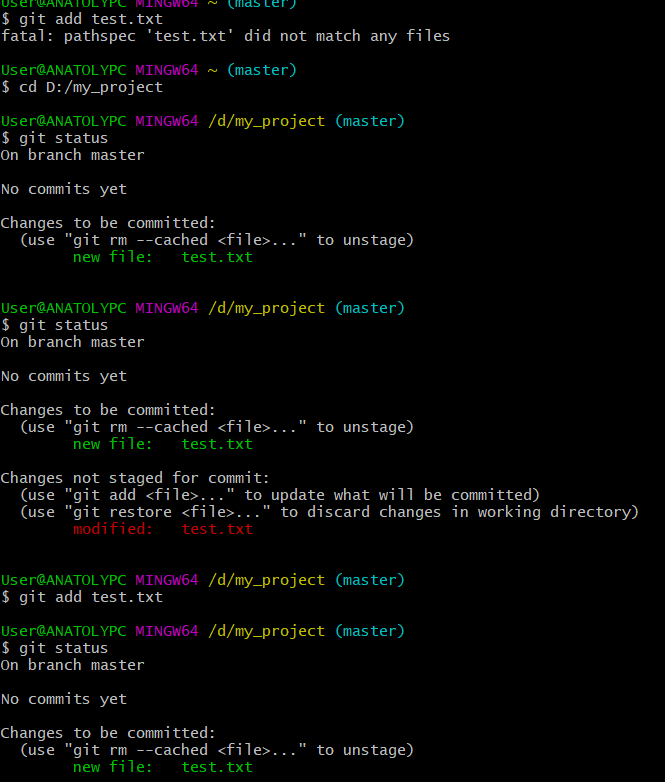 User@ANATOLYPC MINGW64 ~ (master)
$ git add test.txt
fatal: pathspec 'test.txt' did not match any files
User@ANATOLYPC MINGW64 ~ (master)
$ cd D:/my_project
User@ANATOLYPC MINGW64 /d/my_project (master)
$ git status
On branch master
No commits yet
Changes to be committed:
  (use "git rm --cached <file>..." to unstage)
        new file:   test.txt
User@ANATOLYPC MINGW64 /d/my_project (master)
$ git status
On branch master
No commits yet
Changes to be committed:
  (use "git rm --cached <file>..." to unstage)
        new file:   test.txt
Changes not staged for commit:
  (use "git add <file>..." to update what will be committed)
  (use "git restore <file>..." to discard changes in working directory)
        modified:   test.txt
User@ANATOLYPC MINGW64 /d/my_project (master)
$ git add test.txt
User@ANATOLYPC MINGW64 /d/my_project (master)
$ git status
On branch master
No commits yet
Changes to be committed:
  (use "git rm --cached <file>..." to unstage)
        new file:   test.txt